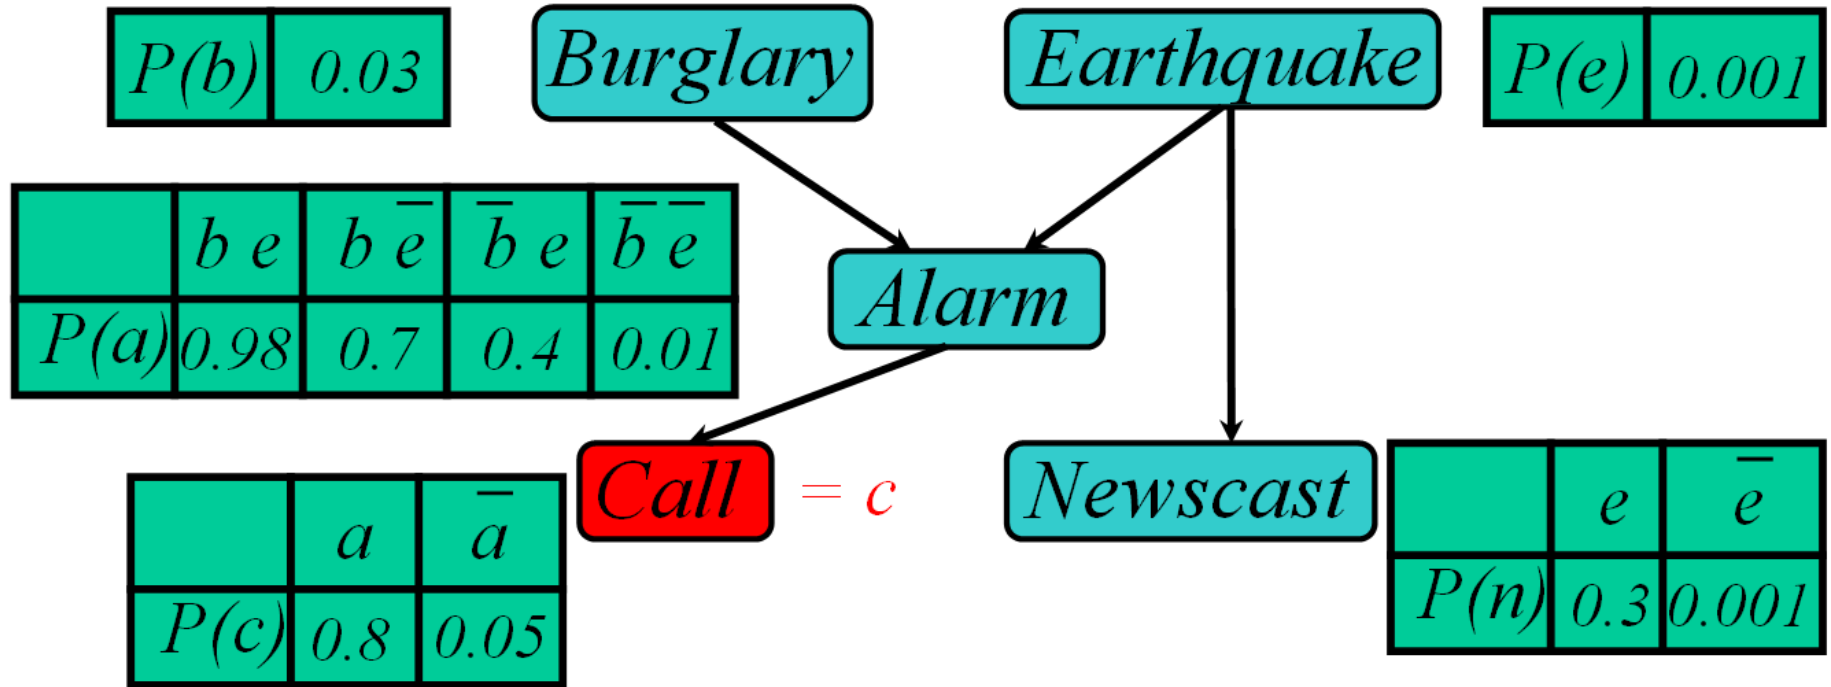 P(b) 0.03
Burglary
Earthquake
P(e) 0.001
b e b e̅ b̅ e b̅ e̅
P(a) 0.98 0.7 0.4 0.01
Alarm
Call = c
Newscast
a a̅
P(c) 0.8 0.05
e e̅
P(n) 0.3 0.001